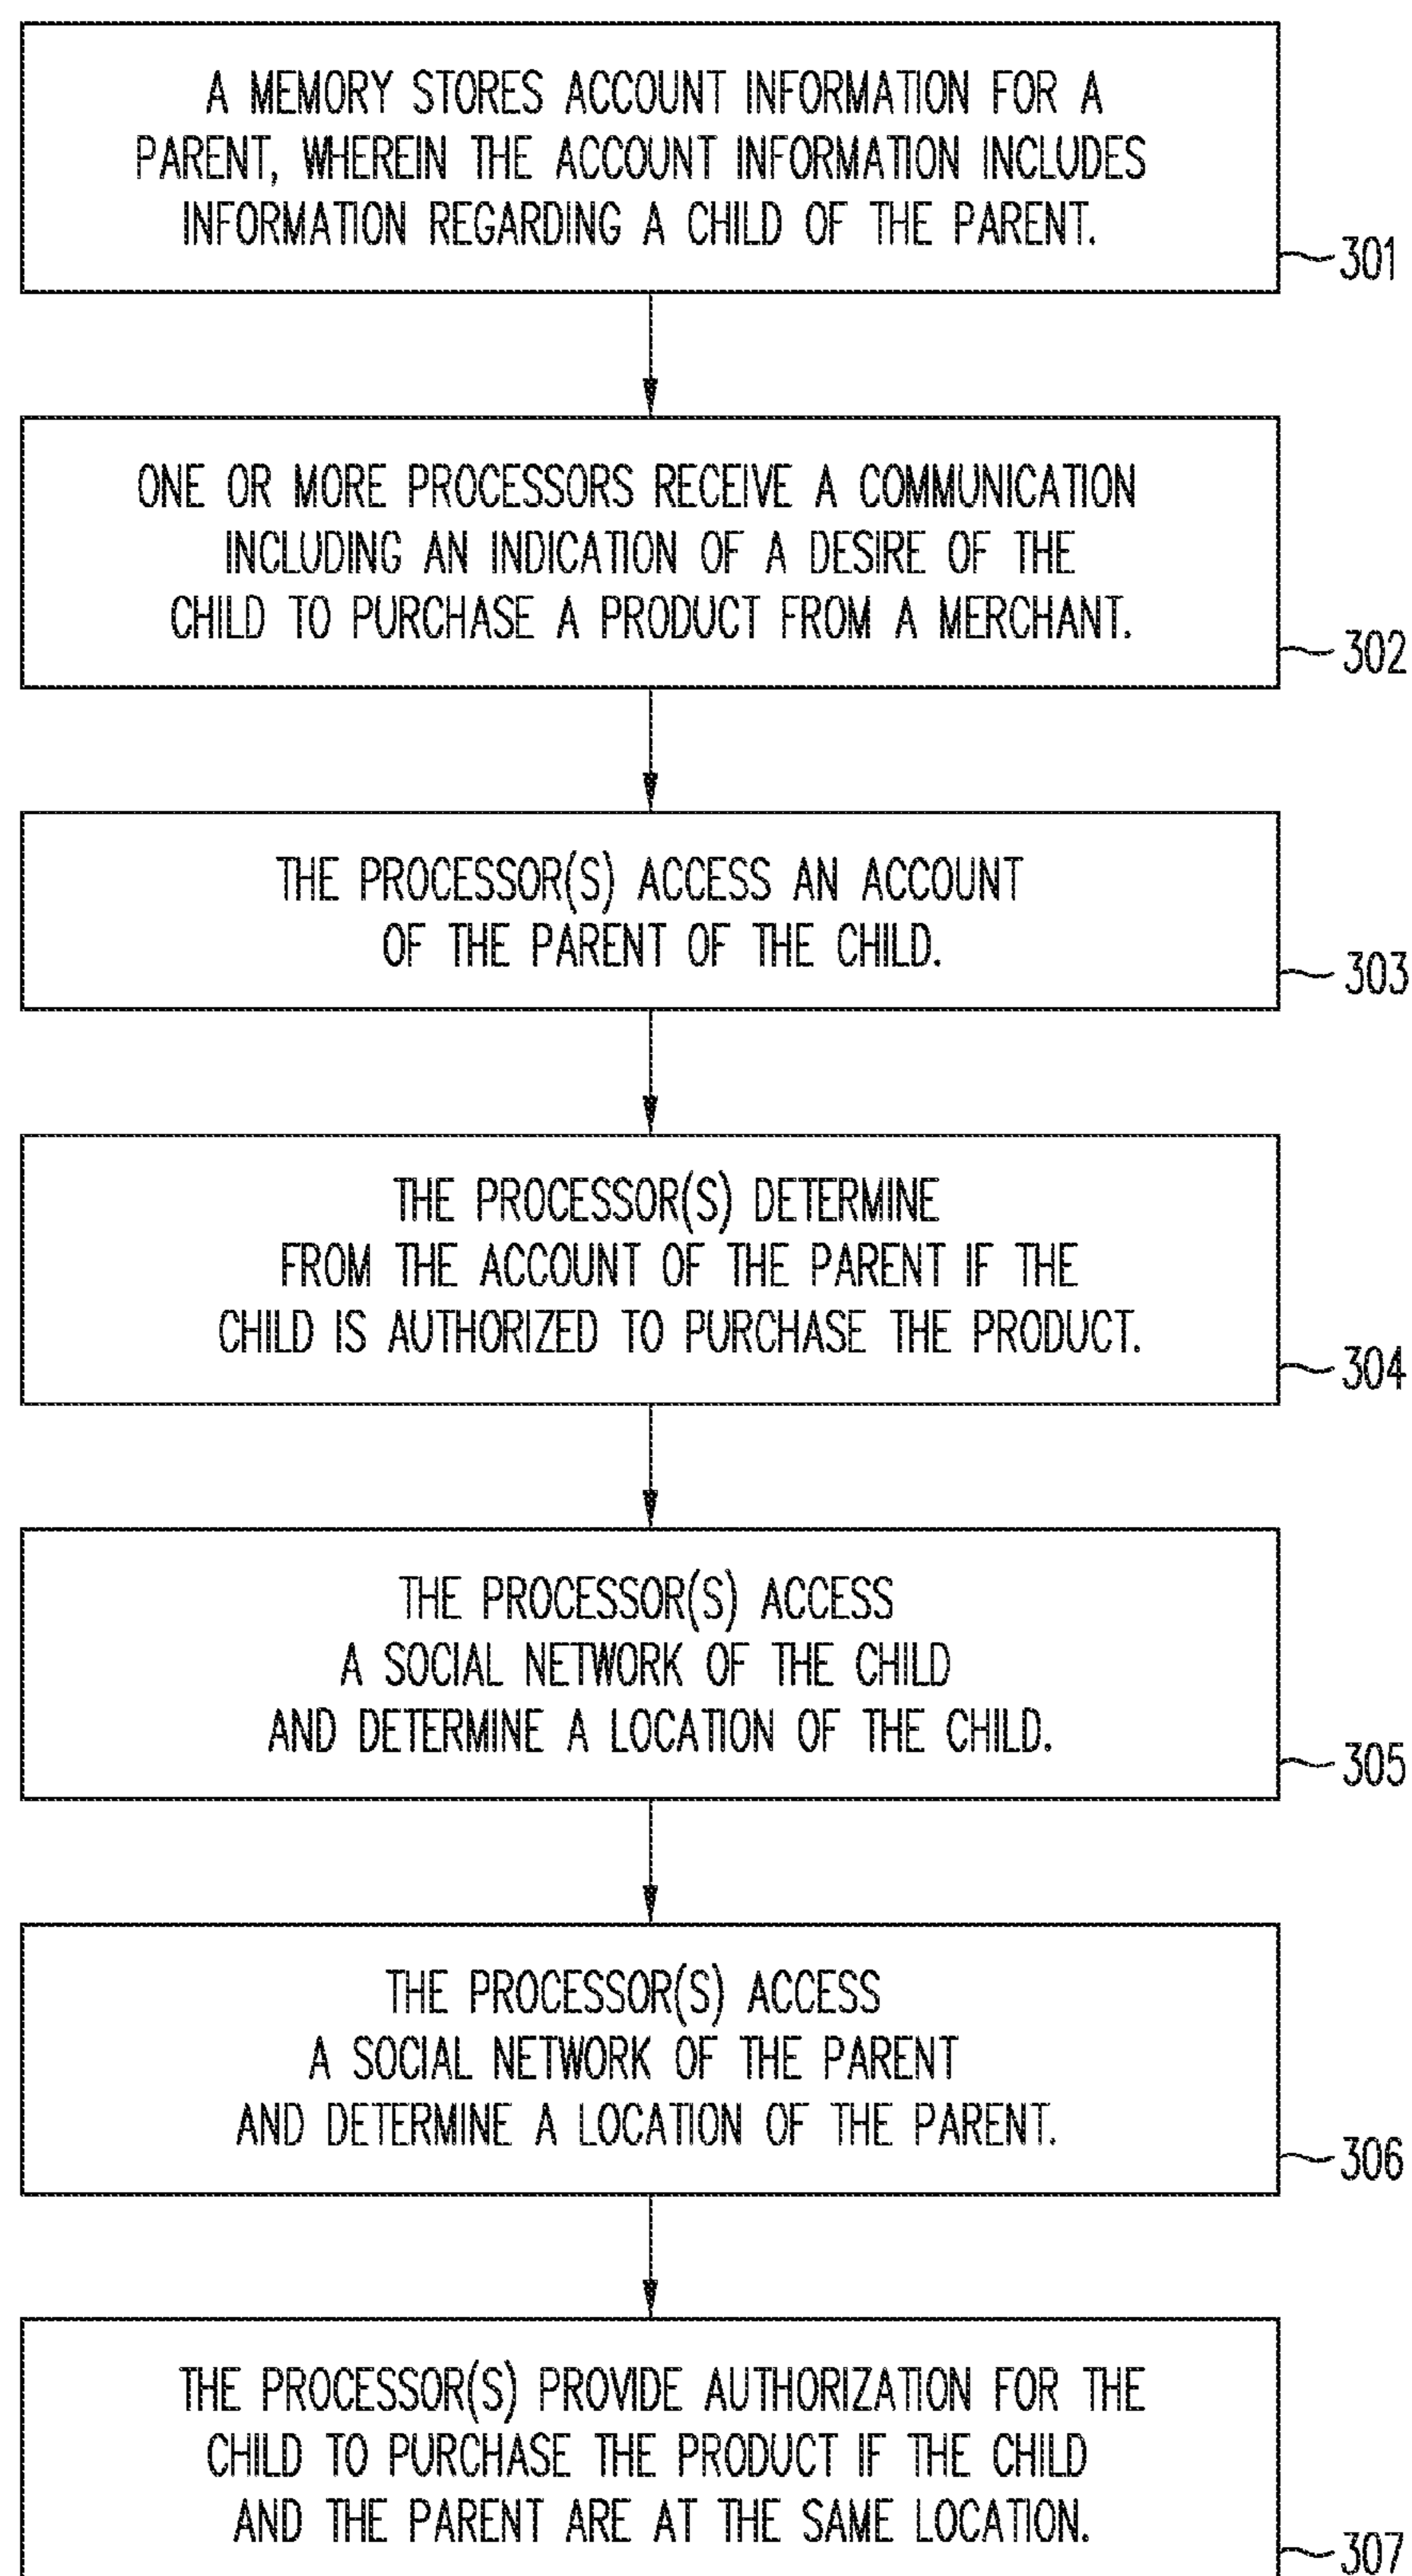 A MEMORY STORES ACCOUNT INFORMATION FOR A
PARENT, WHEREIN THE ACCOUNT INFORMATION INCLUDES
INFORMATION REGARDING A CHILD OF THE PARENT.
301
ONE OR MORE PROCESSORS RECEIVE A COMMUNICATION
INCLUDING AN INDICATION OF A DESIRE OF THE
CHILD TO PURCHASE A PRODUCT FROM A MERCHANT.
302
THE PROCESSOR(S) ACCESS AN ACCOUNT
OF THE PARENT OF THE CHILD.
303
THE PROCESSOR(S) DETERMINE
FROM THE ACCOUNT OF THE PARENT IF THE
CHILD IS AUTHORIZED TO PURCHASE THE PRODUCT.
304
THE PROCESSOR(S) ACCESS
A SOCIAL NETWORK OF THE CHILD
AND DETERMINE A LOCATION OF THE CHILD.
305
THE PROCESSOR(S) ACCESS
A SOCIAL NETWORK OF THE PARENT
AND DETERMINE A LOCATION OF THE PARENT.
306
THE PROCESSOR(S) PROVIDE AUTHORIZATION FOR THE
CHILD TO PURCHASE THE PRODUCT IF THE CHILD
AND THE PARENT ARE AT THE SAME LOCATION.
307